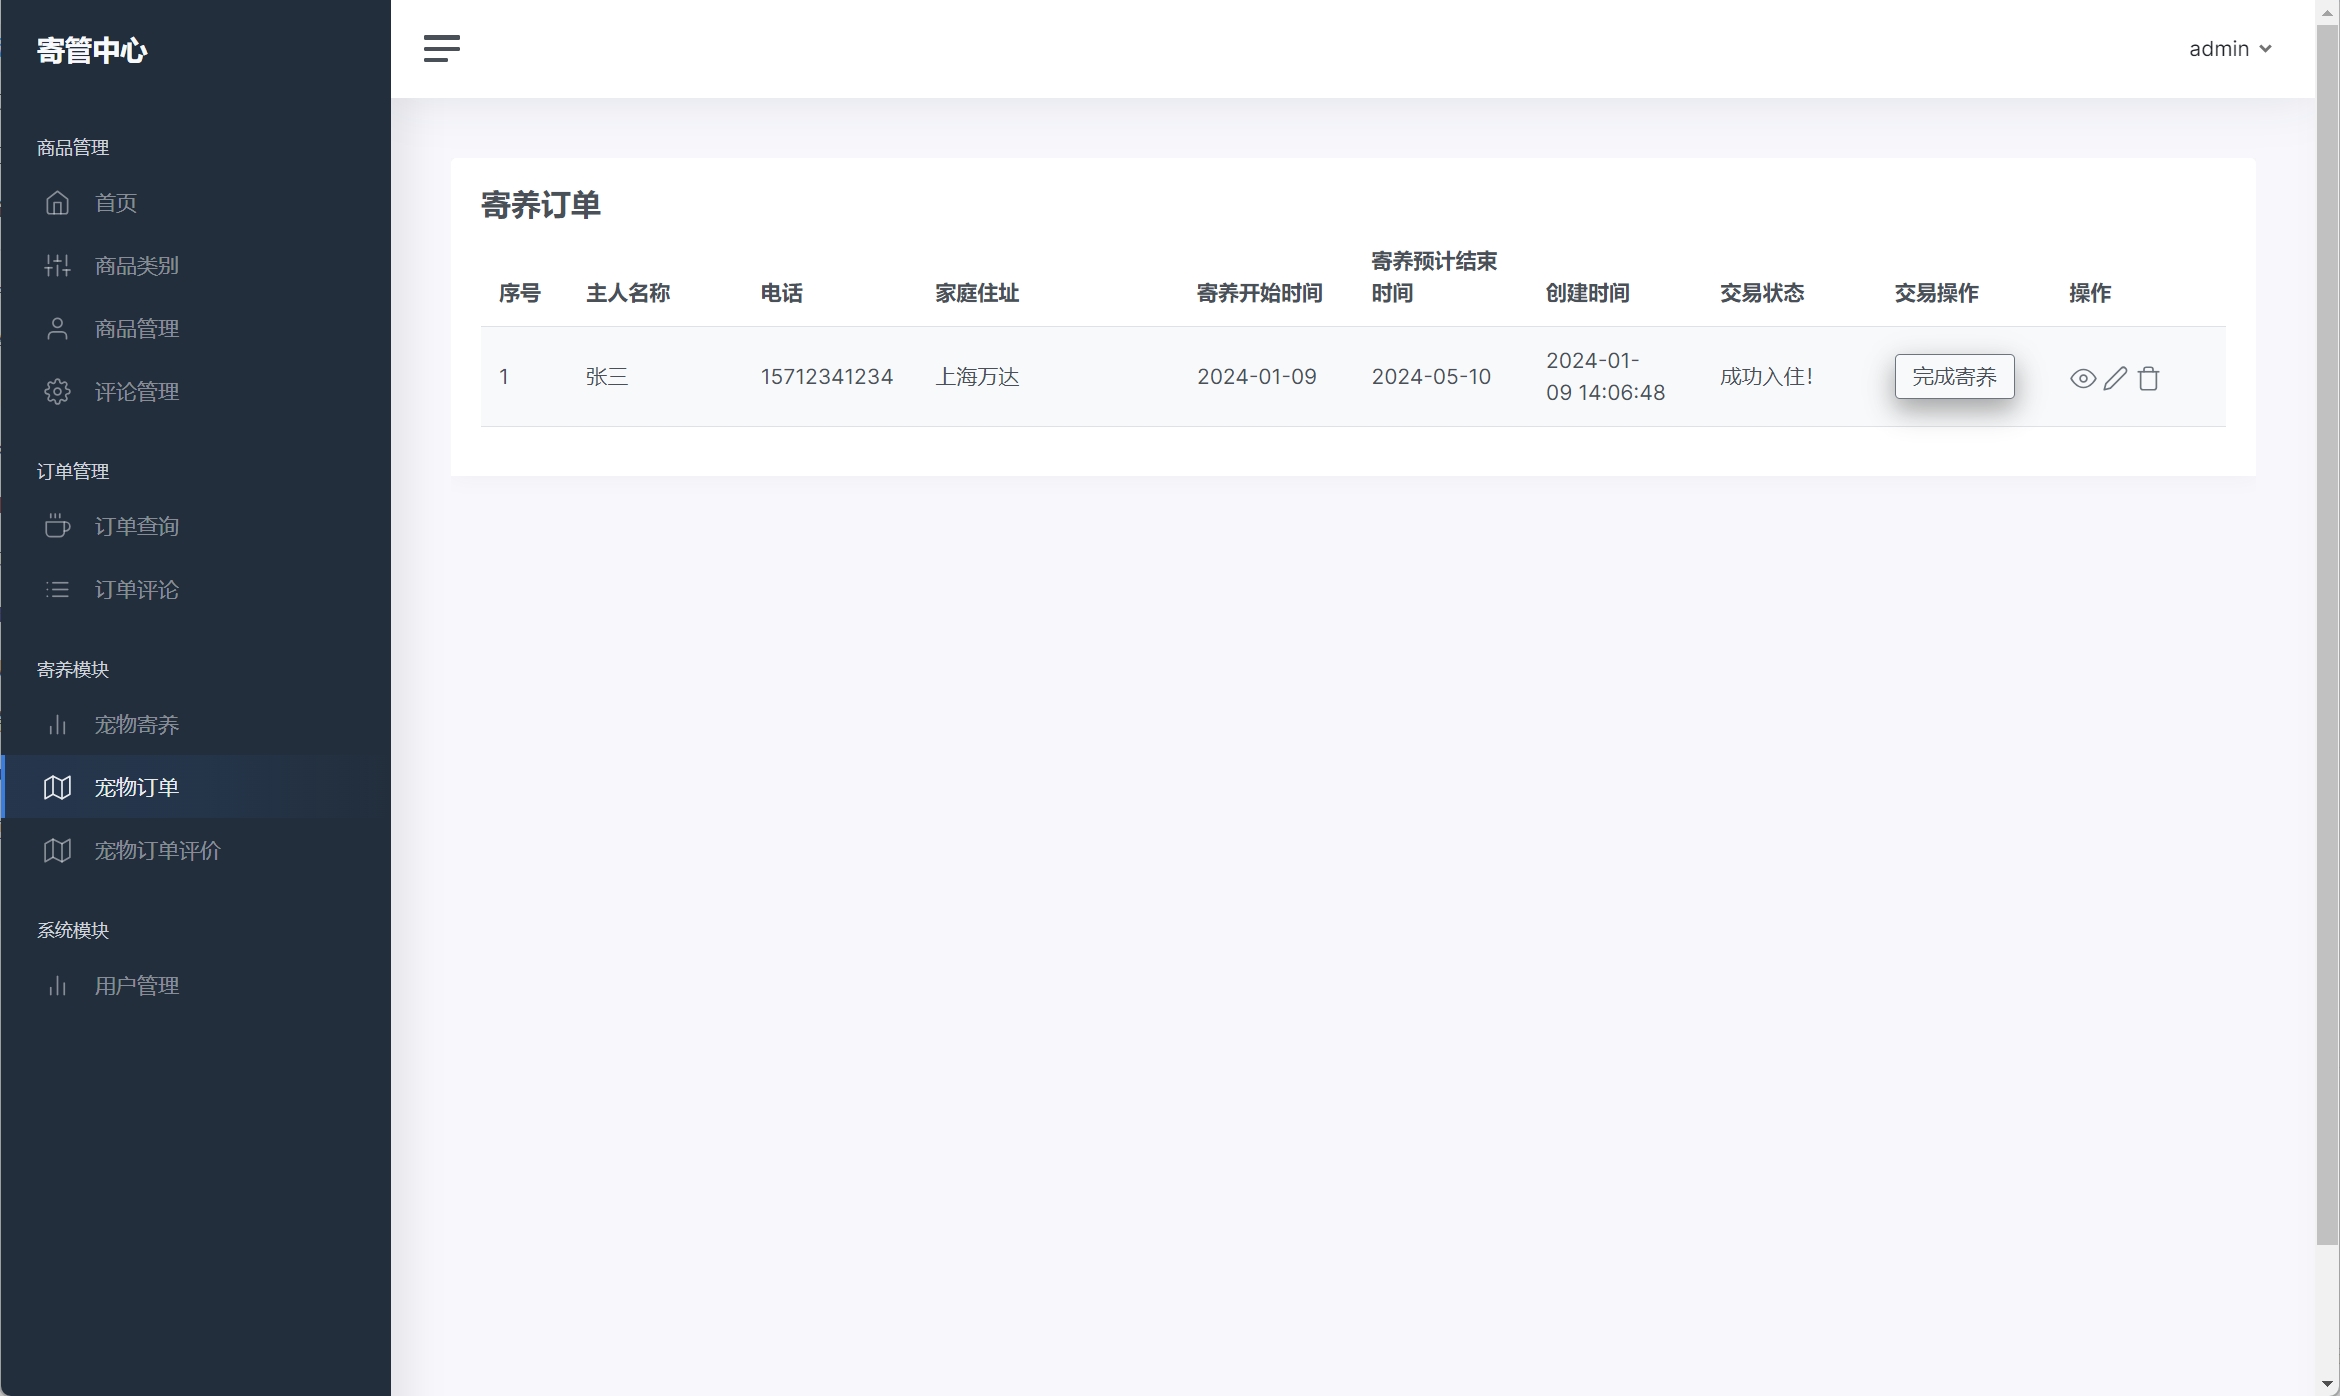 寄管中心
admin
商品管理
首页
商品类别
商品管理
评论管理
订单管理
订单查询
订单评论
寄养模块
宠物寄养
宠物订单
宠物订单评价
系统模块
用户管理
寄养订单
序号 主人名称 电话 家庭住址 寄养开始时间 寄养预计结束时间 创建时间 交易状态 交易操作 操作
1 张三 15712341234 上海万达 2024-01-09 2024-05-10 2024-01-09 14:06:48 成功入住! 完成寄养